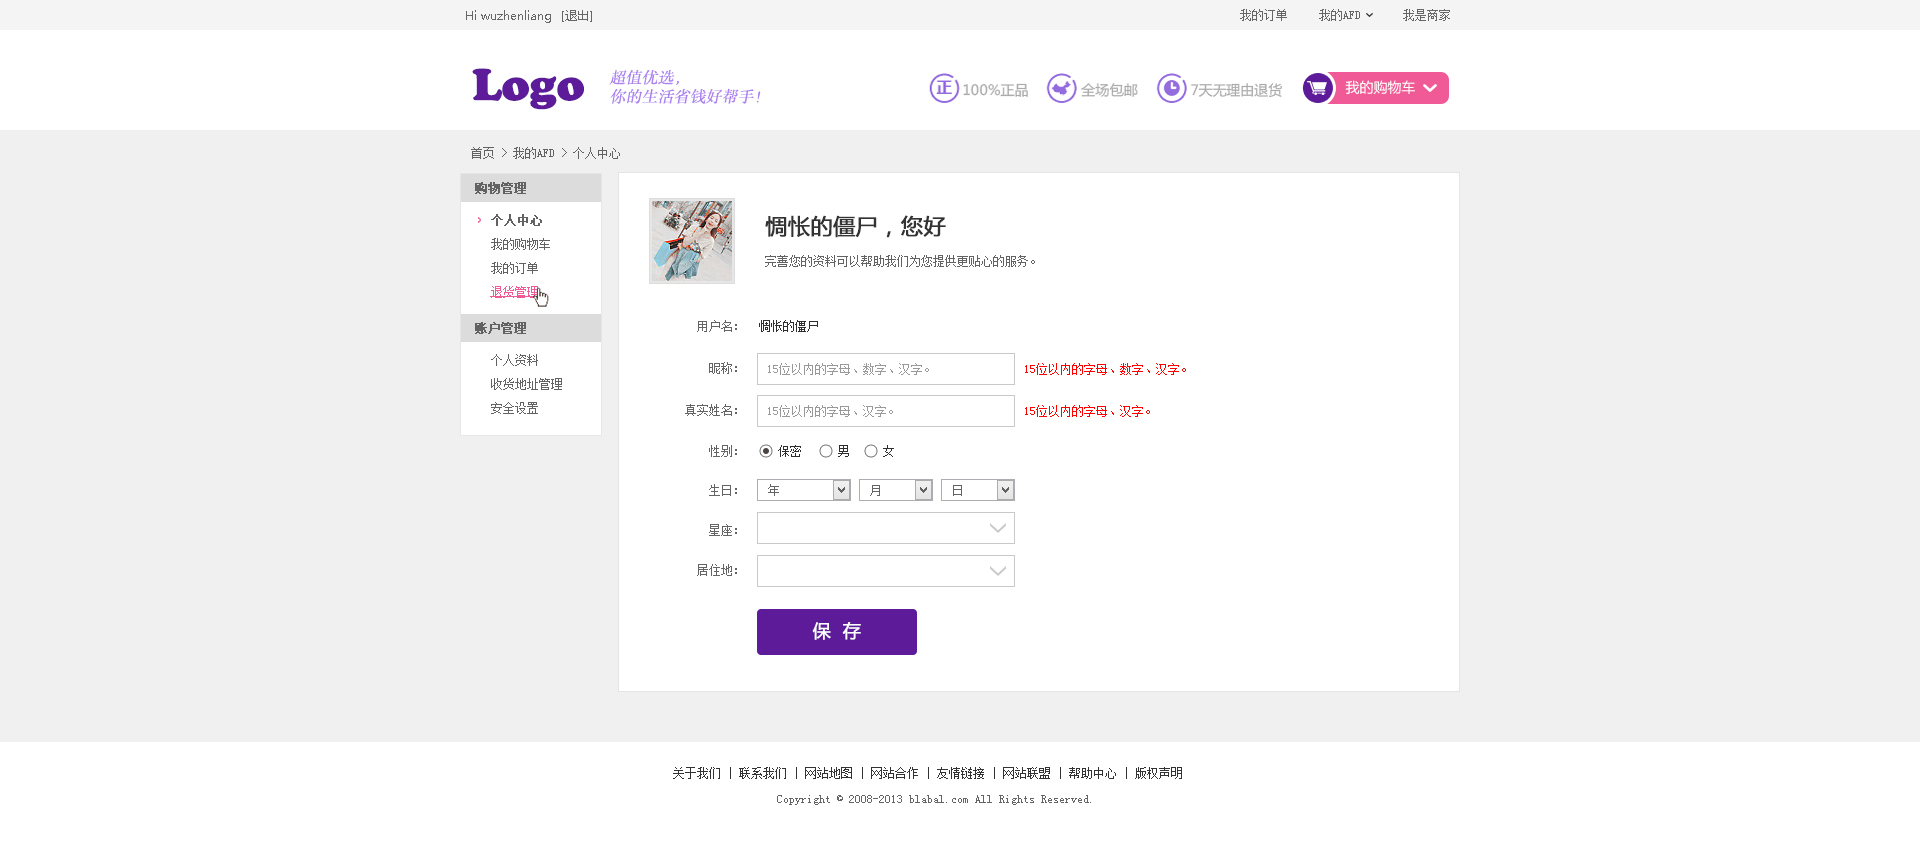 Hi wuzhenliang [退出]
我的订单 我的AFD 我是商家
Logo
超值优选，
你的生活省钱好帮手！
正 100%正品 全场包邮 7天无理由退货 我的购物车
首页 > 我的AFD > 个人中心
购物管理
› 个人中心
我的购物车
我的订单
退货管理
账户管理
个人资料
收货地址管理
安全设置
惆怅的僵尸，您好
完善您的资料可以帮助我们为您提供更贴心的服务。
用户名： 惆怅的僵尸
昵称： 15位以内的字母、数字、汉字。 15位以内的字母、数字、汉字。
真实姓名： 15位以内的字母、汉字。 15位以内的字母、汉字。
性别： 保密 男 女
生日： 年 月 日
星座：
居住地：
保 存
关于我们 | 联系我们 | 网站地图 | 网站合作 | 友情链接 | 网站联盟 | 帮助中心 | 版权声明
Copyright © 2008-2013 blabal.com All Rights Reserved.